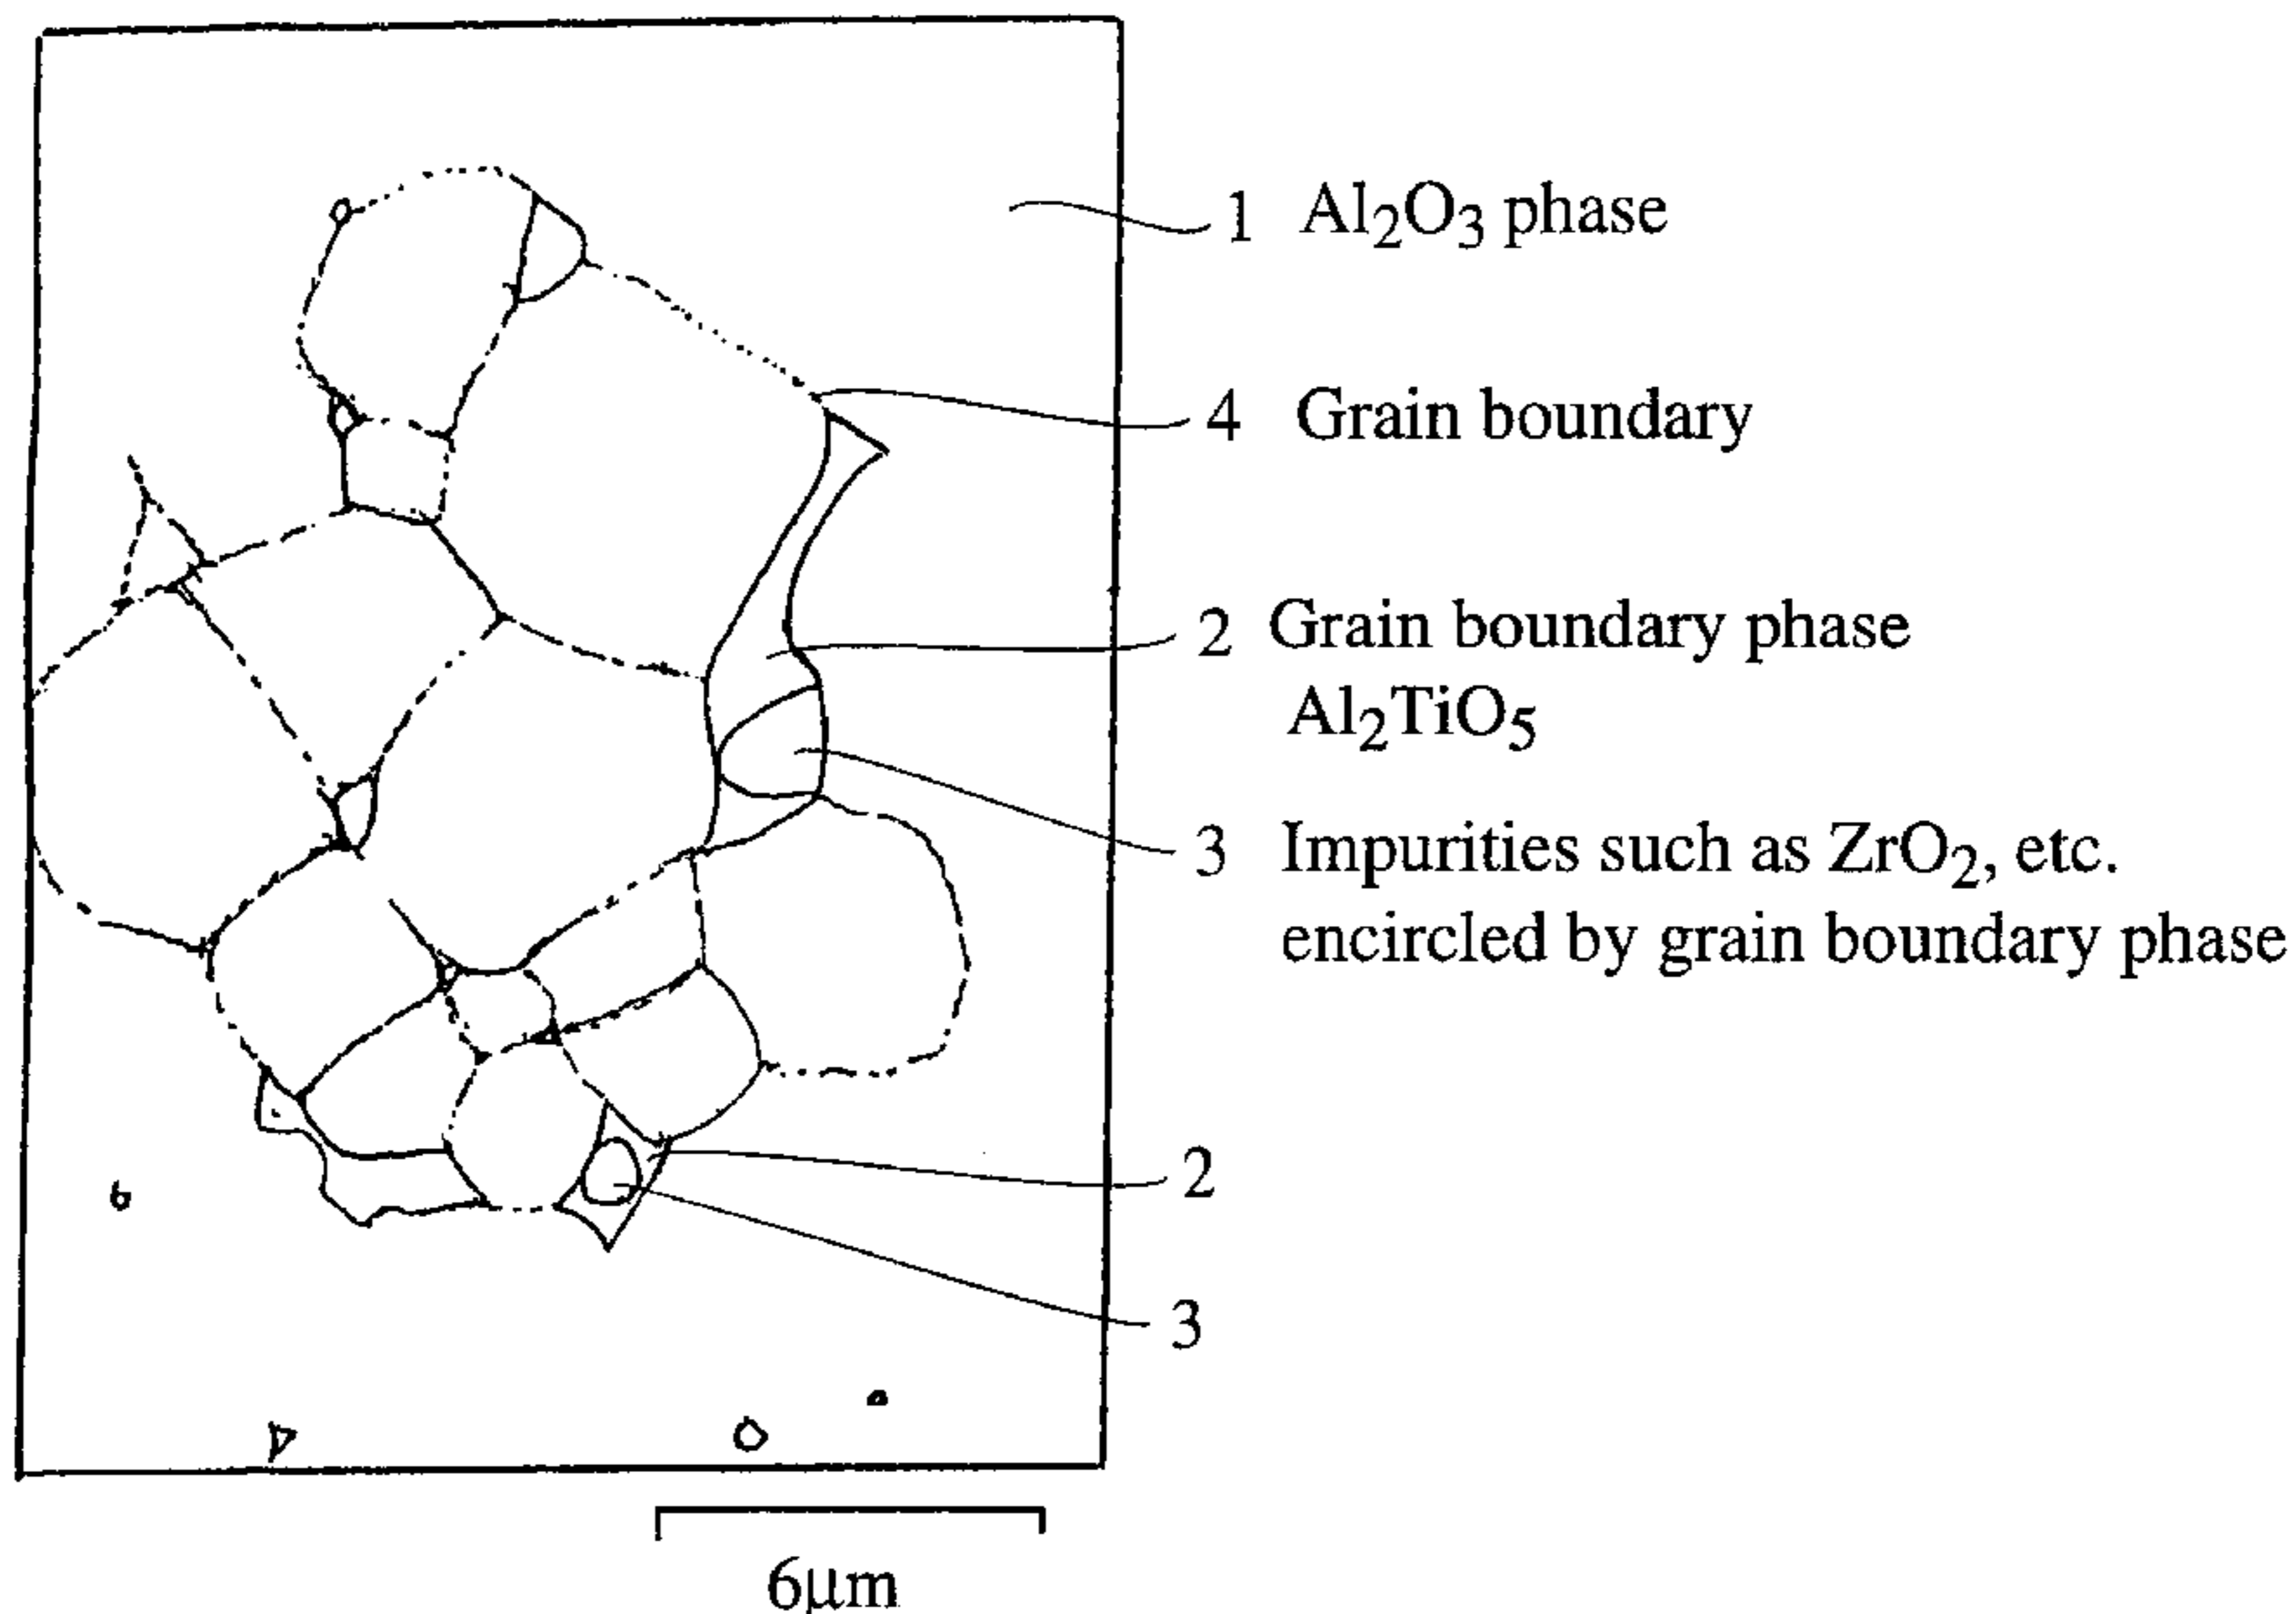 1 Al₂O₃ phase
4 Grain boundary
2 Grain boundary phase
Al₂TiO₅
3 Impurities such as ZrO₂, etc.
encircled by grain boundary phase
2
3
6μm